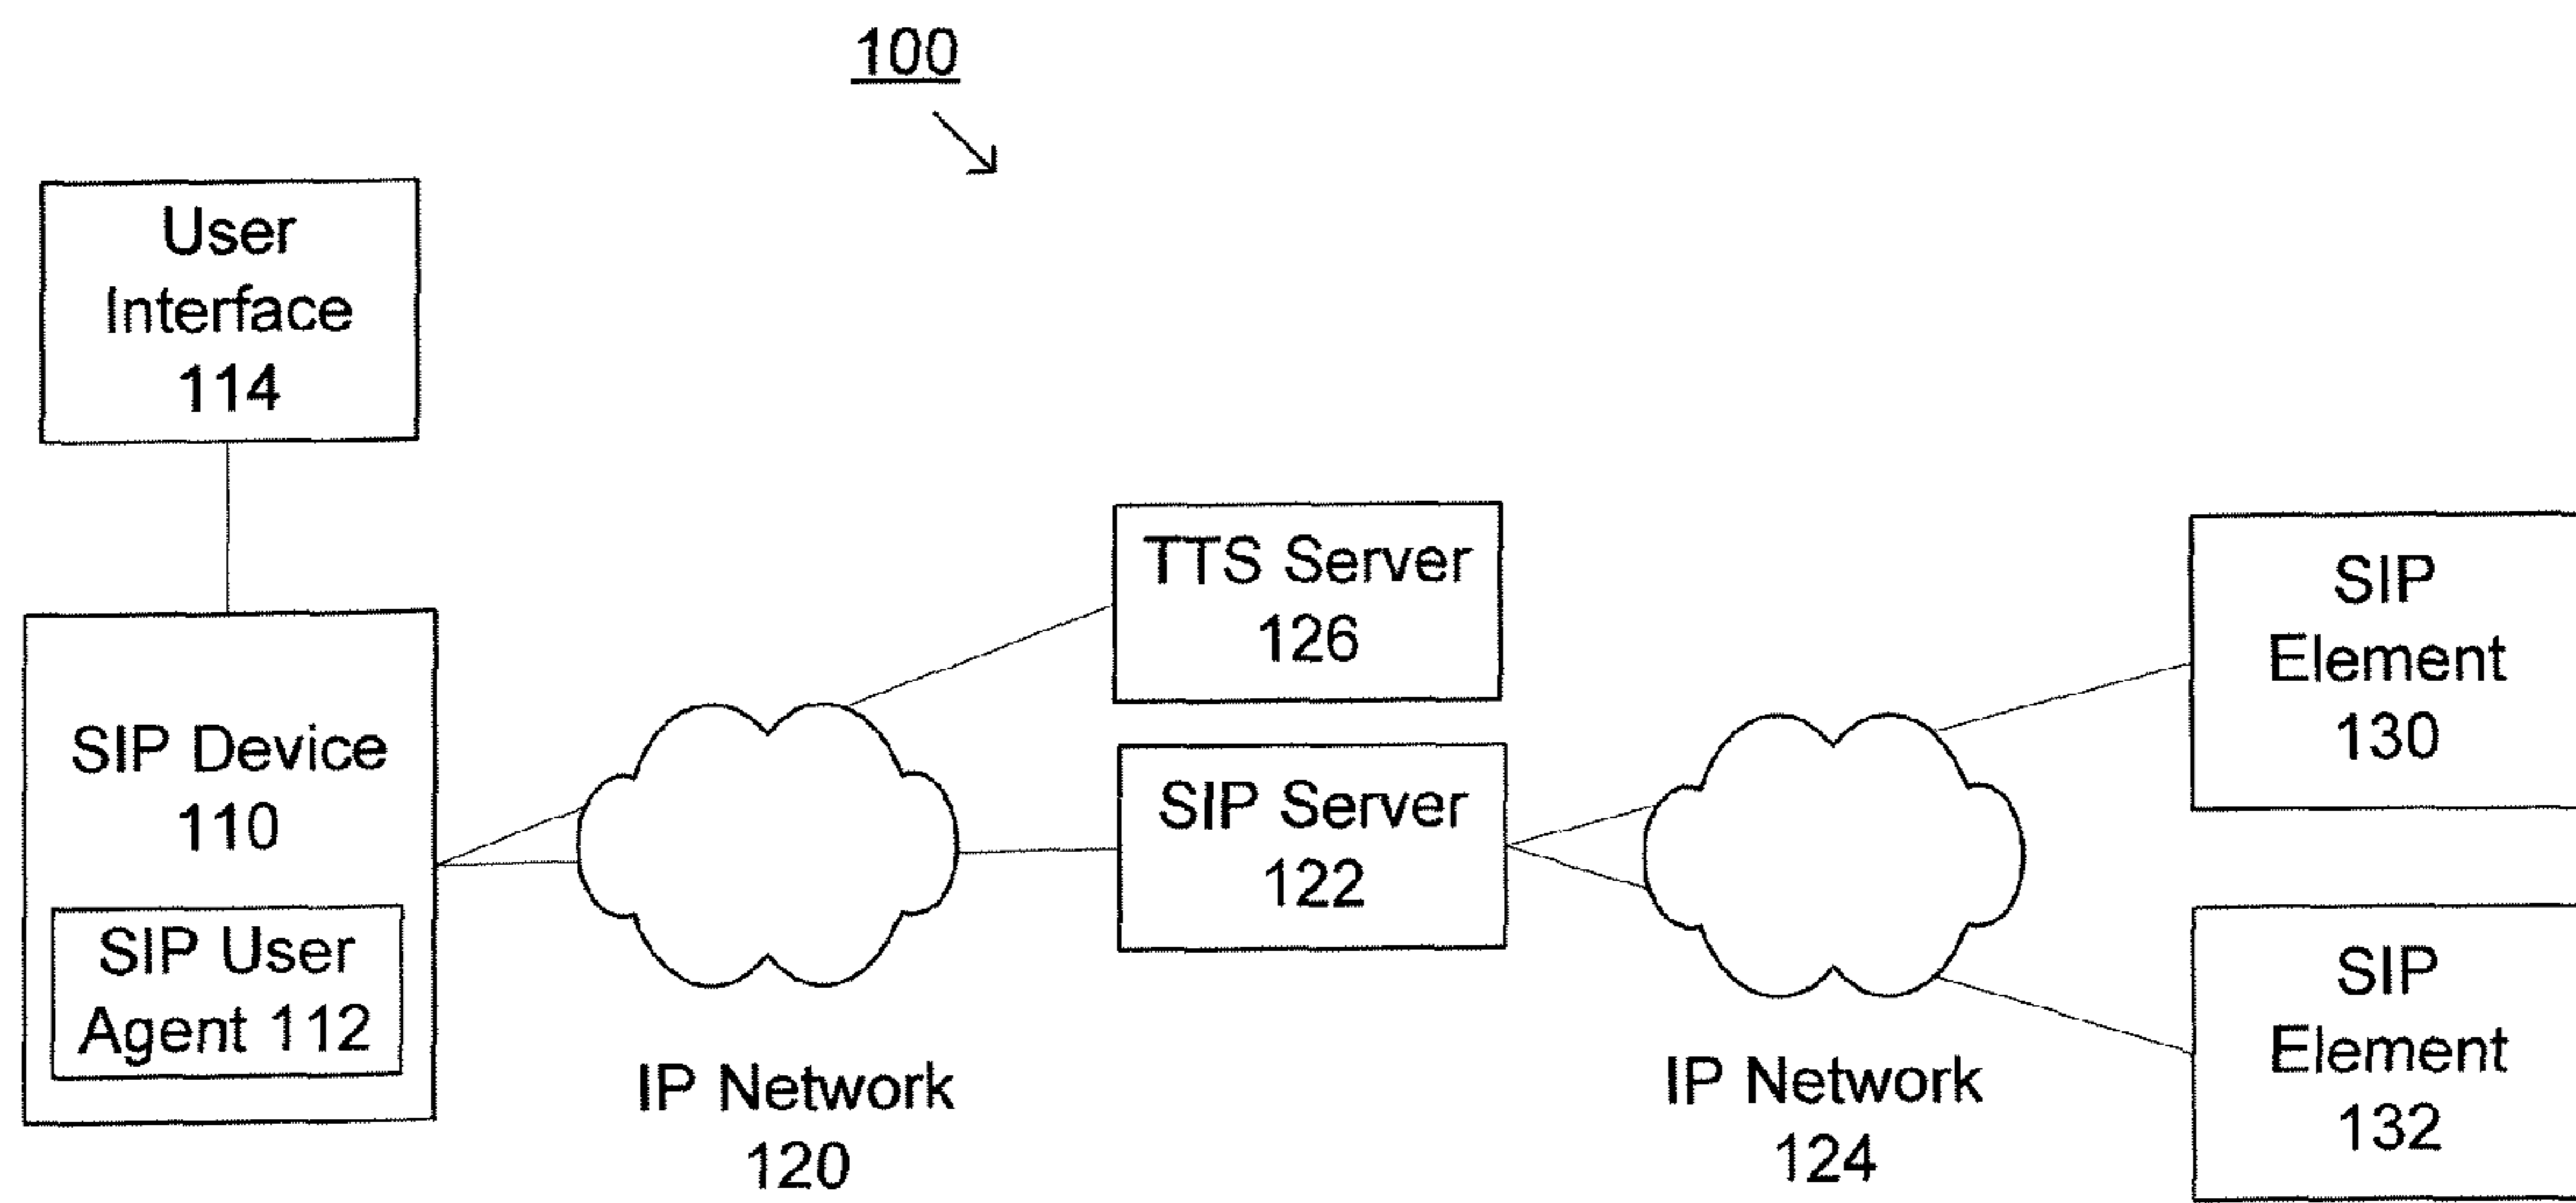 100
User
Interface
114
TTS Server
126
SIP
Element
130
SIP Device
110
SIP Server
122
SIP User
Agent 112
SIP
Element
132
IP Network
120
IP Network
124